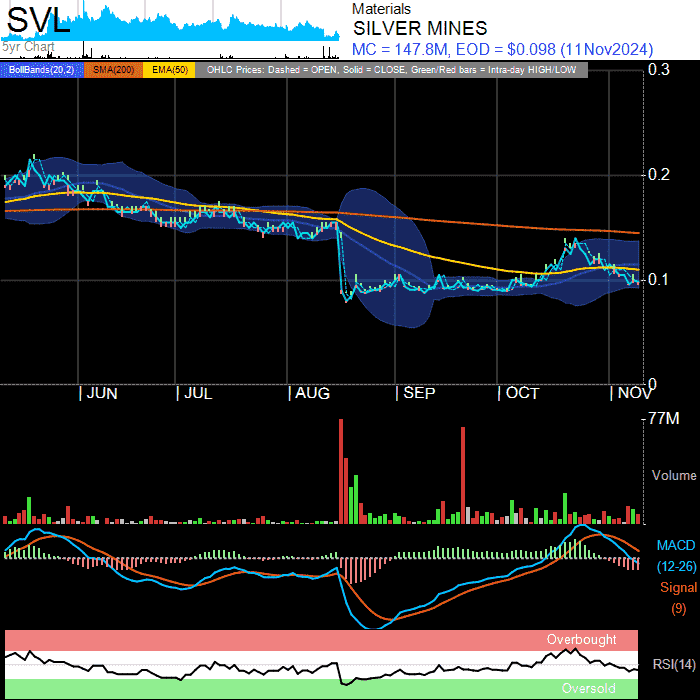 SVL
5yr Chart
Materials
SILVER MINES
MC = 147.8M, EOD = $0.098 (11Nov2024)
BollBands(20,2) SMA(200) EMA(50) OHLC Prices: Dashed = OPEN, Solid = CLOSE, Green/Red bars = Intra-day HIGH/LOW
0.3
0.2
0.1
0
JUN JUL AUG SEP OCT NOV
77M
Volume
MACD
(12-26)
Signal
(9)
Overbought
RSI(14)
Oversold